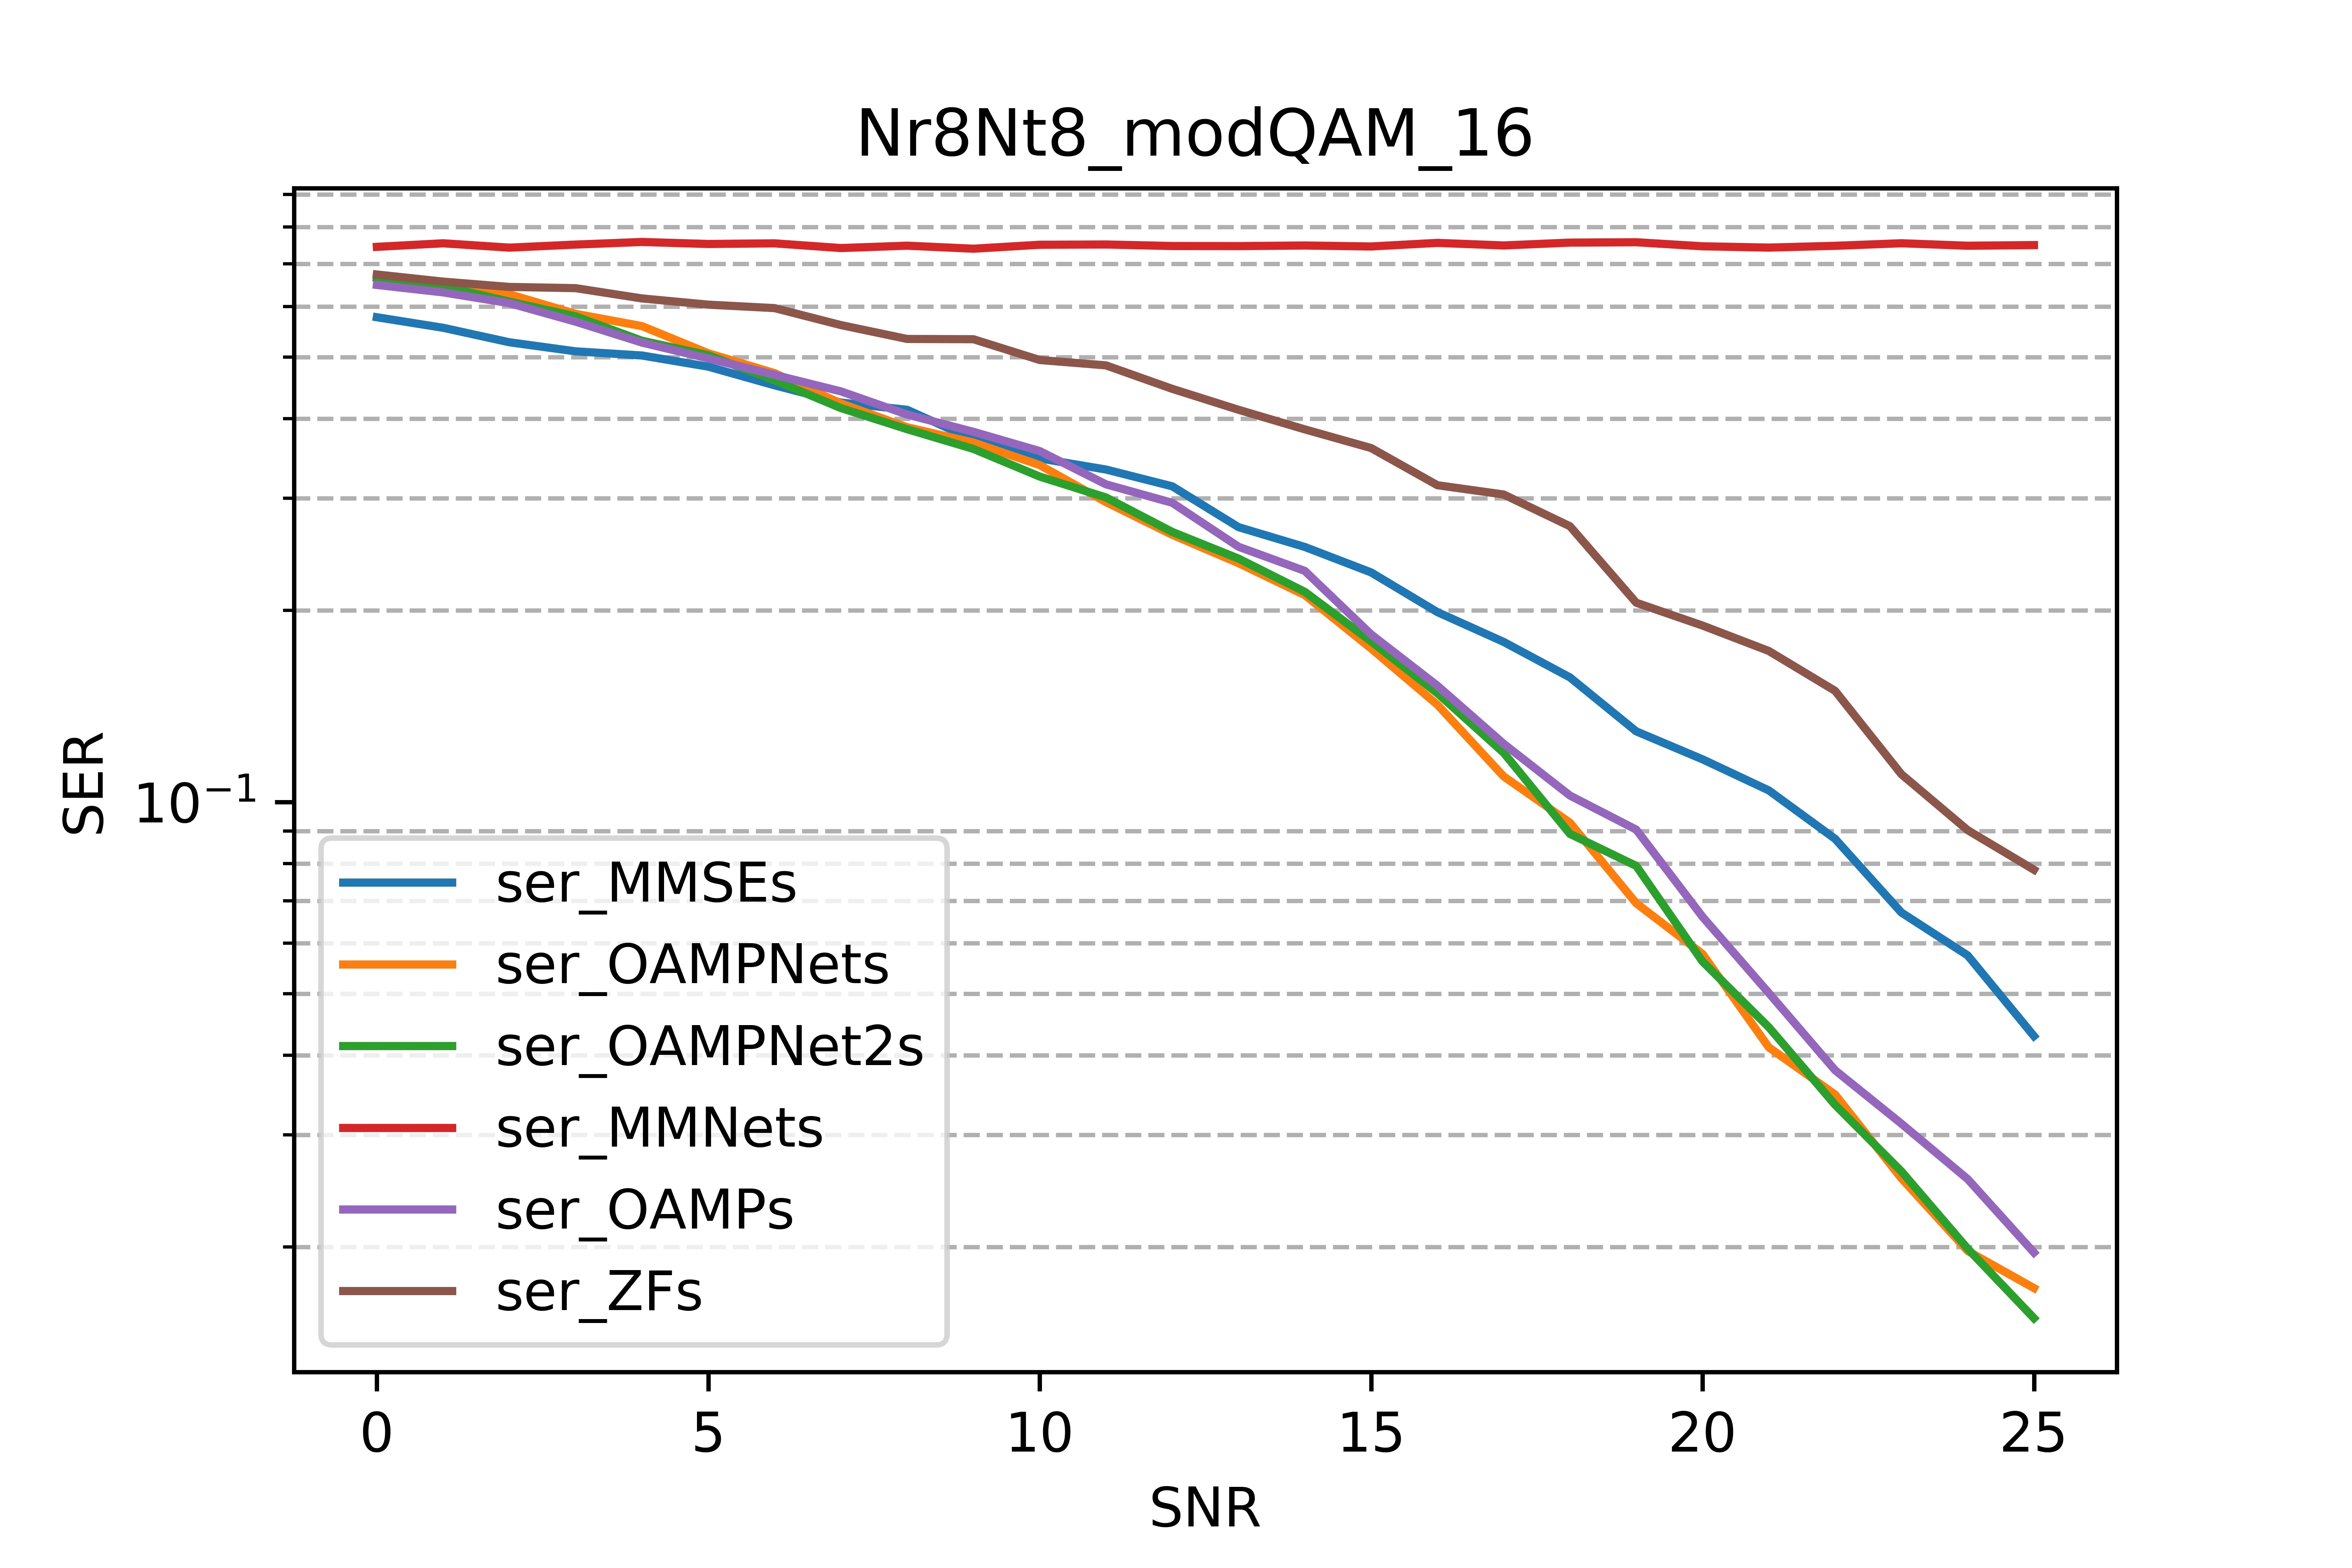 Nr8Nt8_modQAM_16
SER
10⁻¹
ser_MMSEs
ser_OAMPNets
ser_OAMPNet2s
ser_MMNets
ser_OAMPs
ser_ZFs
0 5 10 15 20 25
SNR